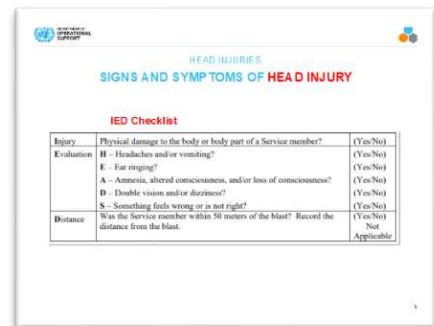 DEPARTMENT OF
OPERATIONAL
SUPPORT
HEAD INJURIES
SIGNS AND SYMPTOMS OF HEAD INJURY
IED Checklist
Injury Physical damage to the body or body part of a Service member? (Yes/No)
Evaluation H – Headaches and/or vomiting? (Yes/No)
E – Ear ringing? (Yes/No)
A – Amnesia, altered consciousness, and/or loss of consciousness? (Yes/No)
D – Double vision and/or dizziness? (Yes/No)
S – Something feels wrong or is not right? (Yes/No)
Distance Was the Service member within 50 meters of the blast? Record the (Yes/No)
distance from the blast. Not
Applicable